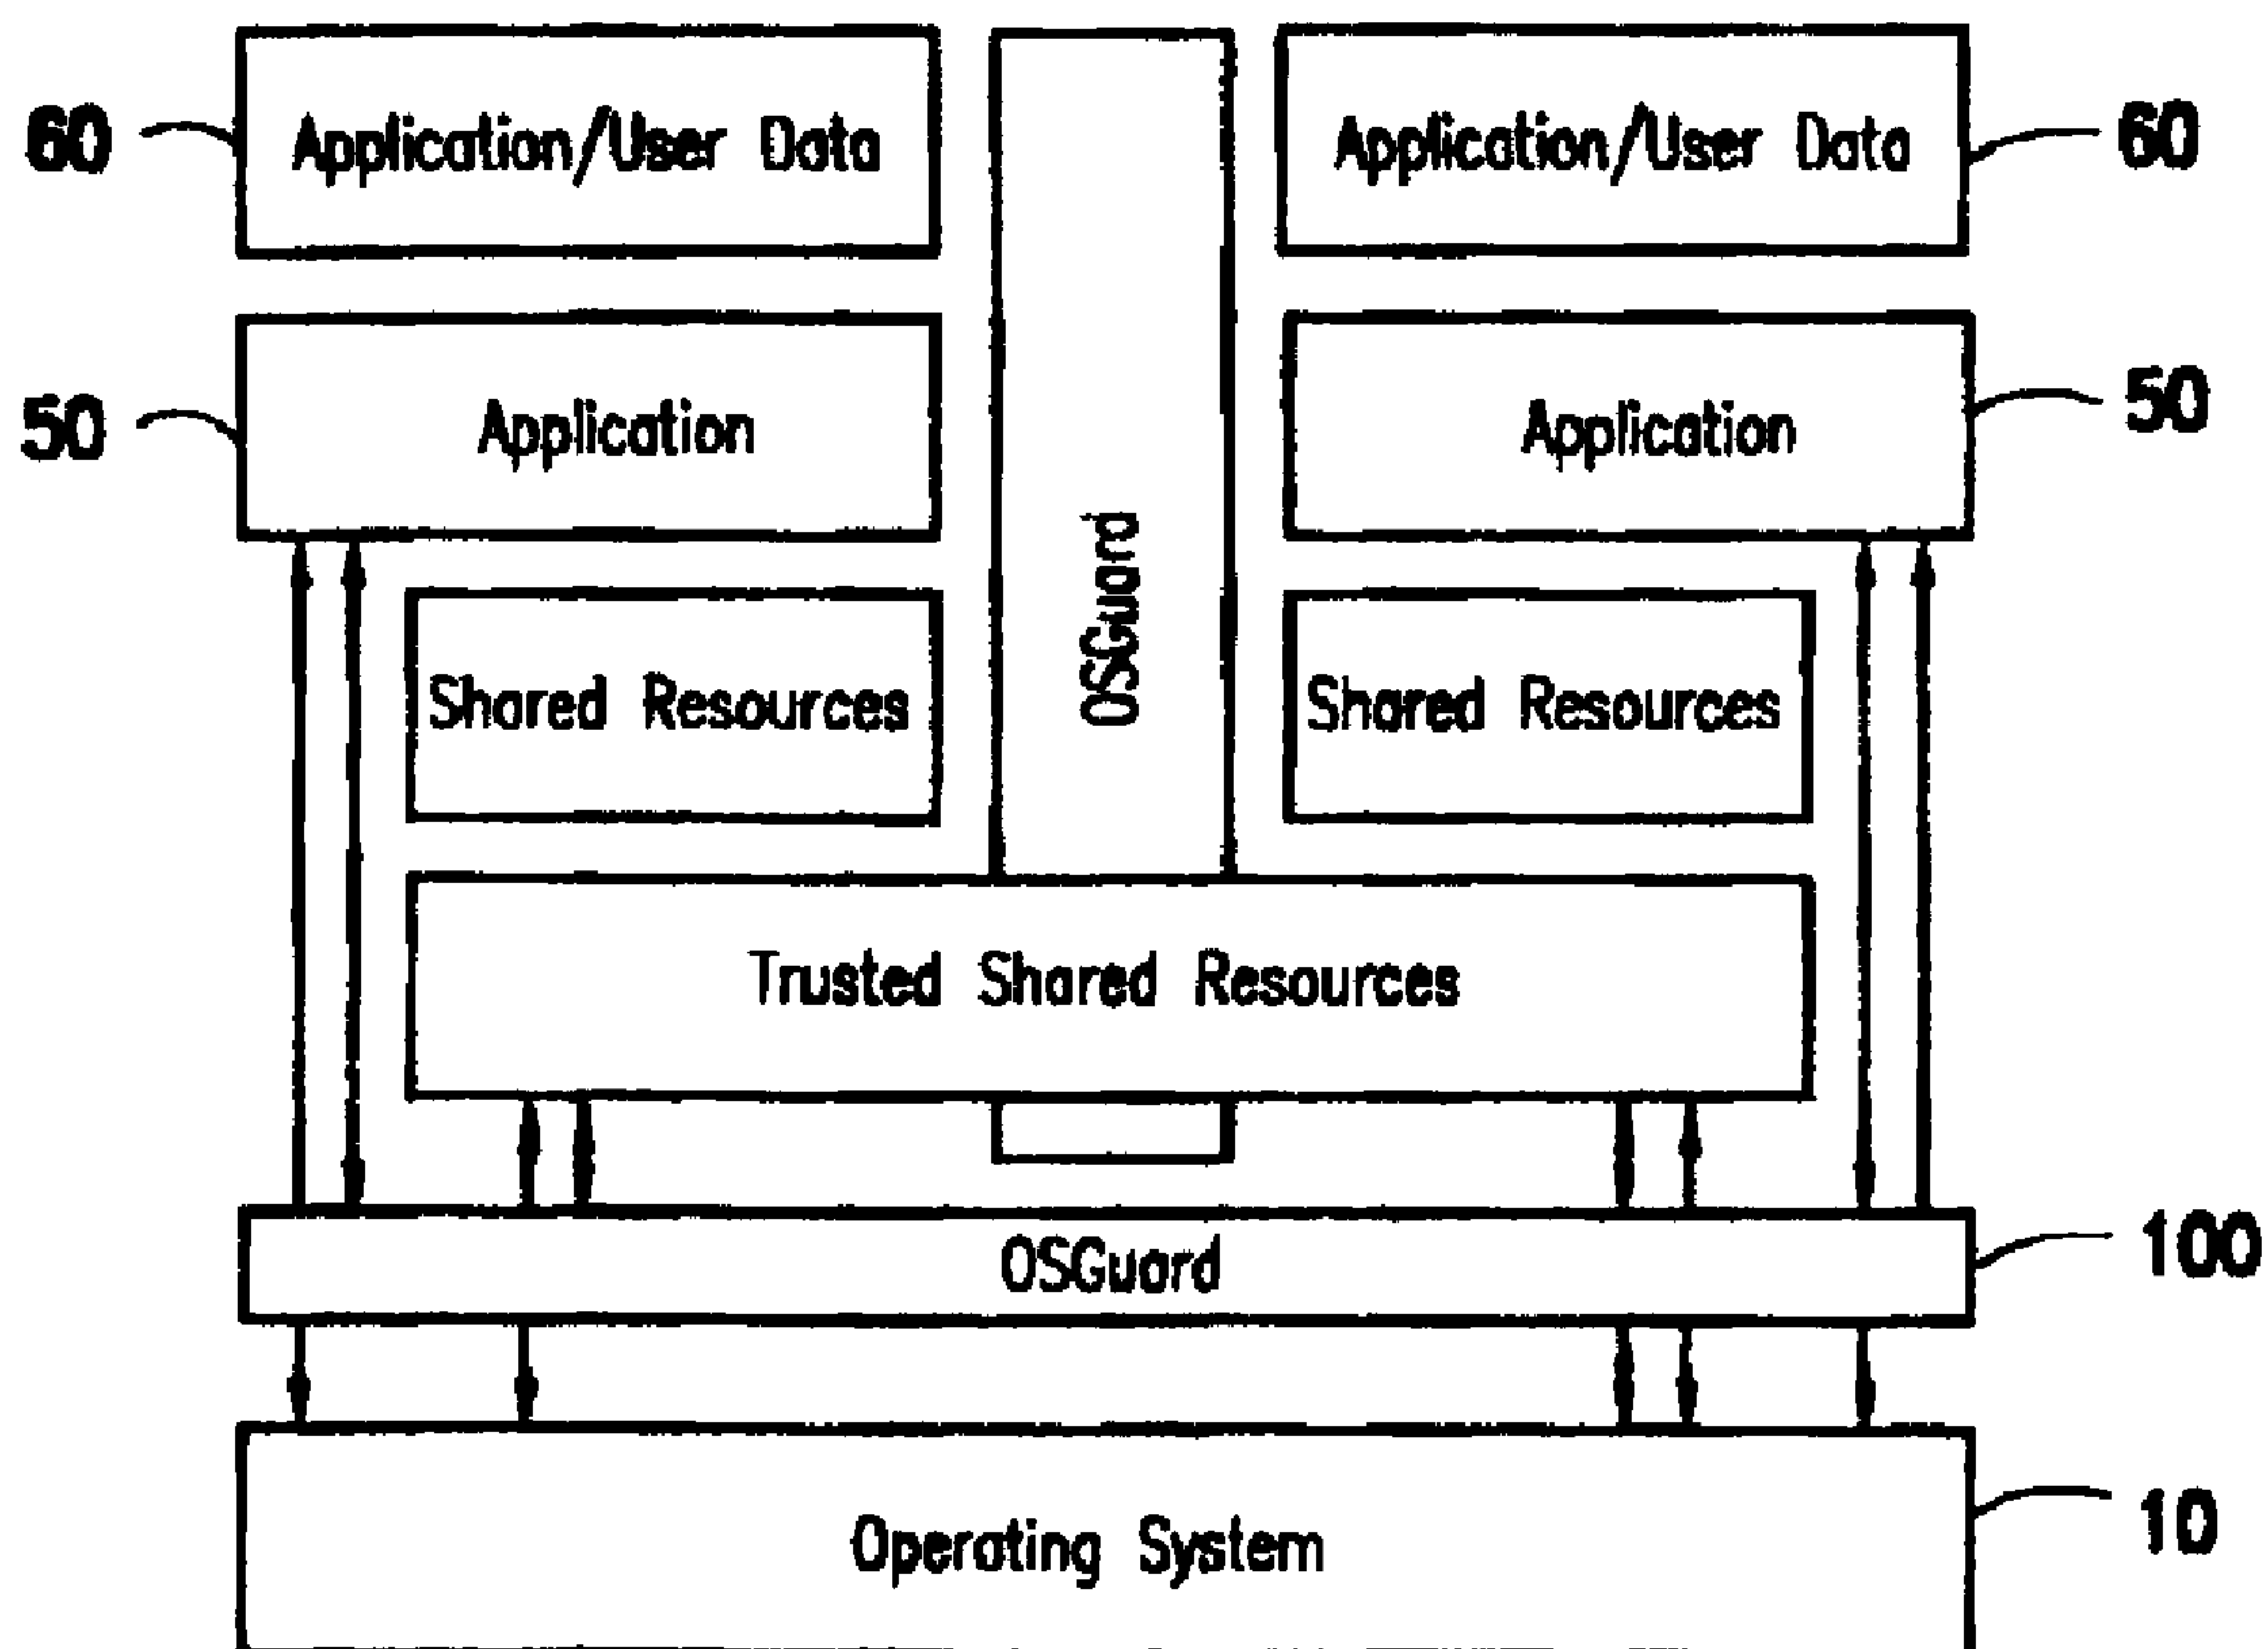 60 Application/User Data Application/User Data 60
50 Application Application 50
OSGuard
Shared Resources Shared Resources
Trusted Shared Resources
OSGuard 100
Operating System 10